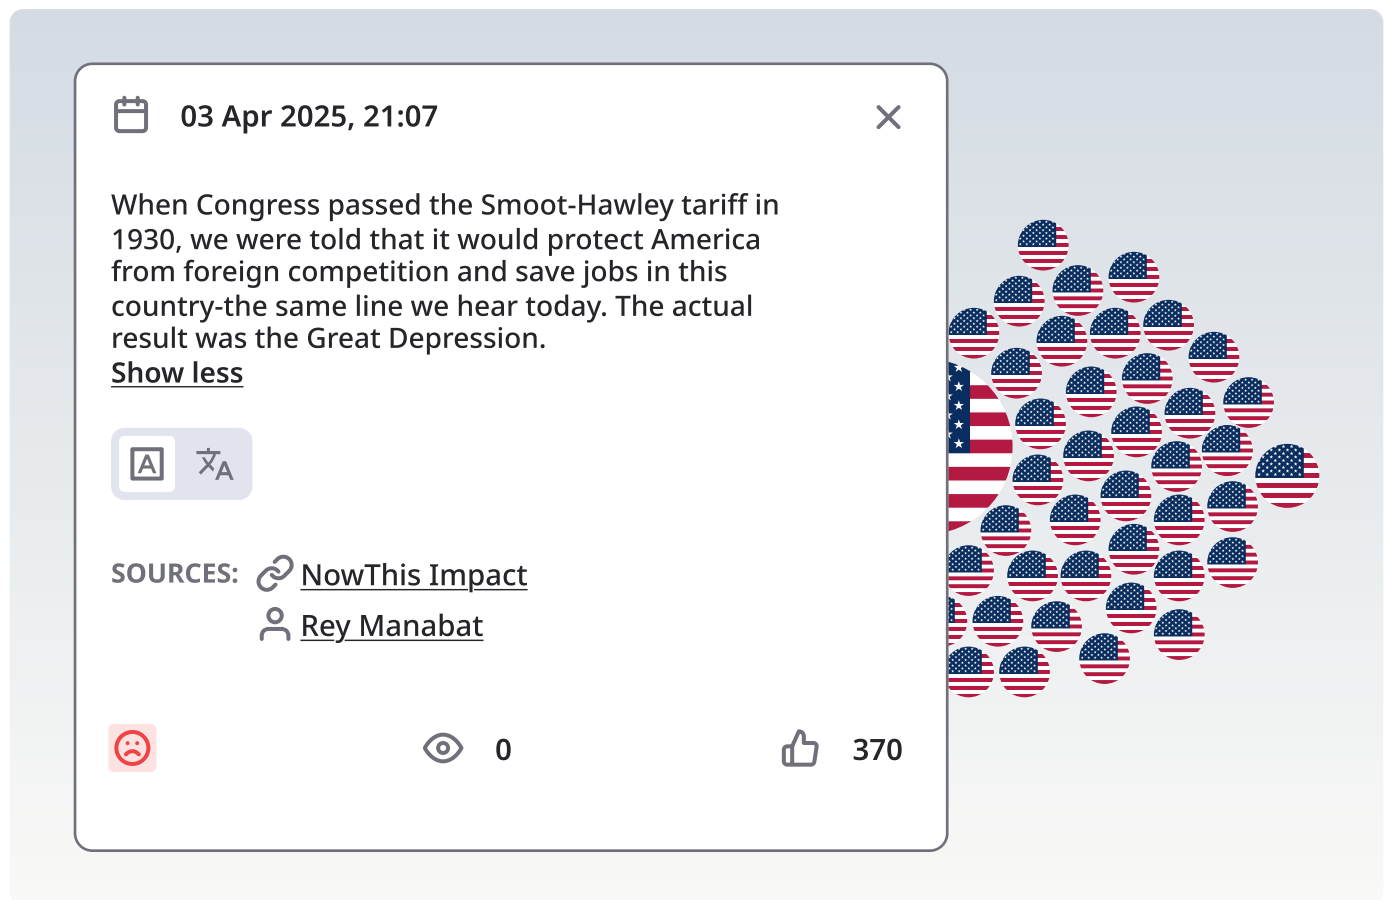 03 Apr 2025, 21:07
When Congress passed the Smoot-Hawley tariff in
1930, we were told that it would protect America
from foreign competition and save jobs in this
country-the same line we hear today. The actual
result was the Great Depression.
Show less
SOURCES: NowThis Impact
Rey Manabat
0 370